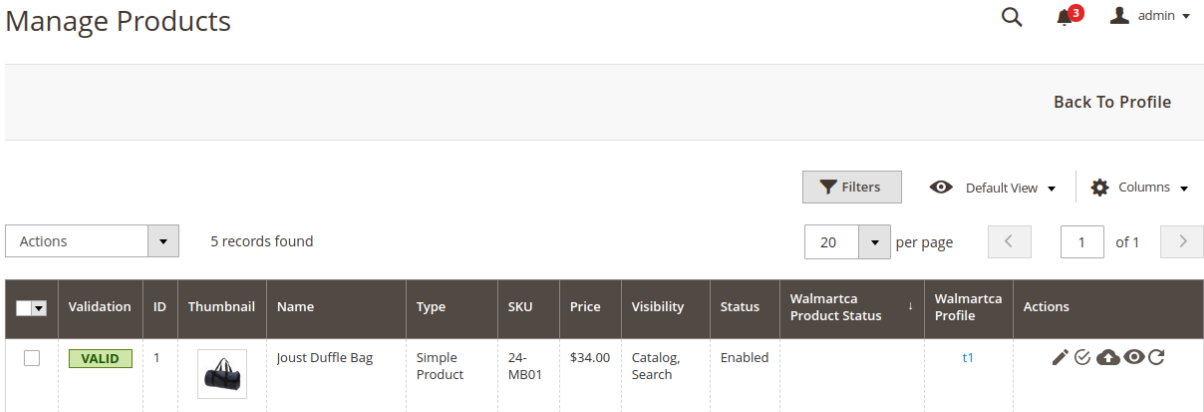 Manage Products
3
admin
Back To Profile
Filters
Default View
Columns
Actions
5 records found
20
per page
1
of 1
Validation
ID
Thumbnail
Name
Type
SKU
Price
Visibility
Status
Walmartca
Product Status
↓
Walmartca
Profile
Actions
VALID
1
Joust Duffle Bag
Simple
Product
24-
MB01
$34.00
Catalog,
Search
Enabled
t1